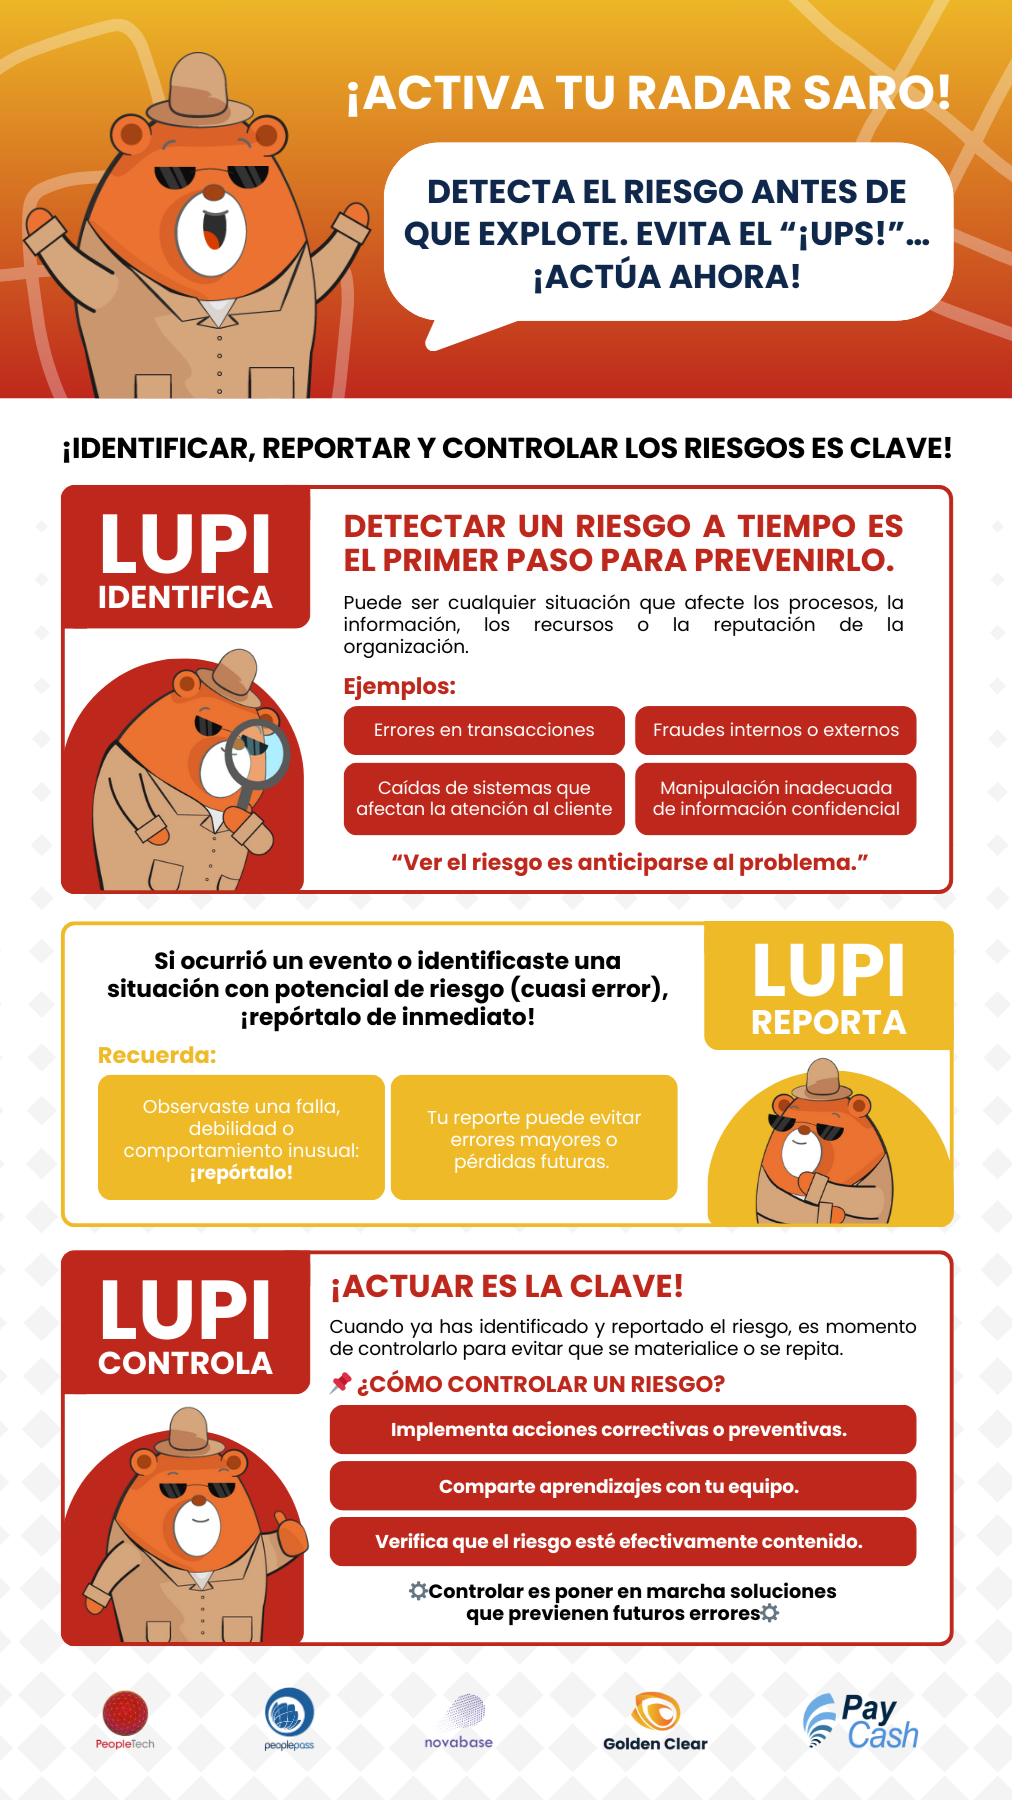 ¡ACTIVA TU RADAR SARO!
DETECTA EL RIESGO ANTES DE
QUE EXPLOTE. EVITA EL “¡UPS!”...
¡ACTÚA AHORA!
¡IDENTIFICAR, REPORTAR Y CONTROLAR LOS RIESGOS ES CLAVE!
LUPI
IDENTIFICA
DETECTAR UN RIESGO A TIEMPO ES
EL PRIMER PASO PARA PREVENIRLO.
Puede ser cualquier situación que afecte los procesos, la
información, los recursos o la reputación de la
organización.
Ejemplos:
Errores en transacciones
Fraudes internos o externos
Caídas de sistemas que
afectan la atención al cliente
Manipulación inadecuada
de información confidencial
“Ver el riesgo es anticiparse al problema.”
Si ocurrió un evento o identificaste una
situación con potencial de riesgo (cuasi error),
¡repórtalo de inmediato!
LUPI
REPORTA
Recuerda:
Observaste una falla,
debilidad o
comportamiento inusual:
¡repórtalo!
Tu reporte puede evitar
errores mayores o
pérdidas futuras.
LUPI
CONTROLA
¡ACTUAR ES LA CLAVE!
Cuando ya has identificado y reportado el riesgo, es momento
de controlarlo para evitar que se materialice o se repita.
📌 ¿CÓMO CONTROLAR UN RIESGO?
Implementa acciones correctivas o preventivas.
Comparte aprendizajes con tu equipo.
Verifica que el riesgo esté efectivamente contenido.
⚙️Controlar es poner en marcha soluciones
que previenen futuros errores⚙️
PeopleTech
peoplepass
novabase
Golden Clear
Pay
Cash